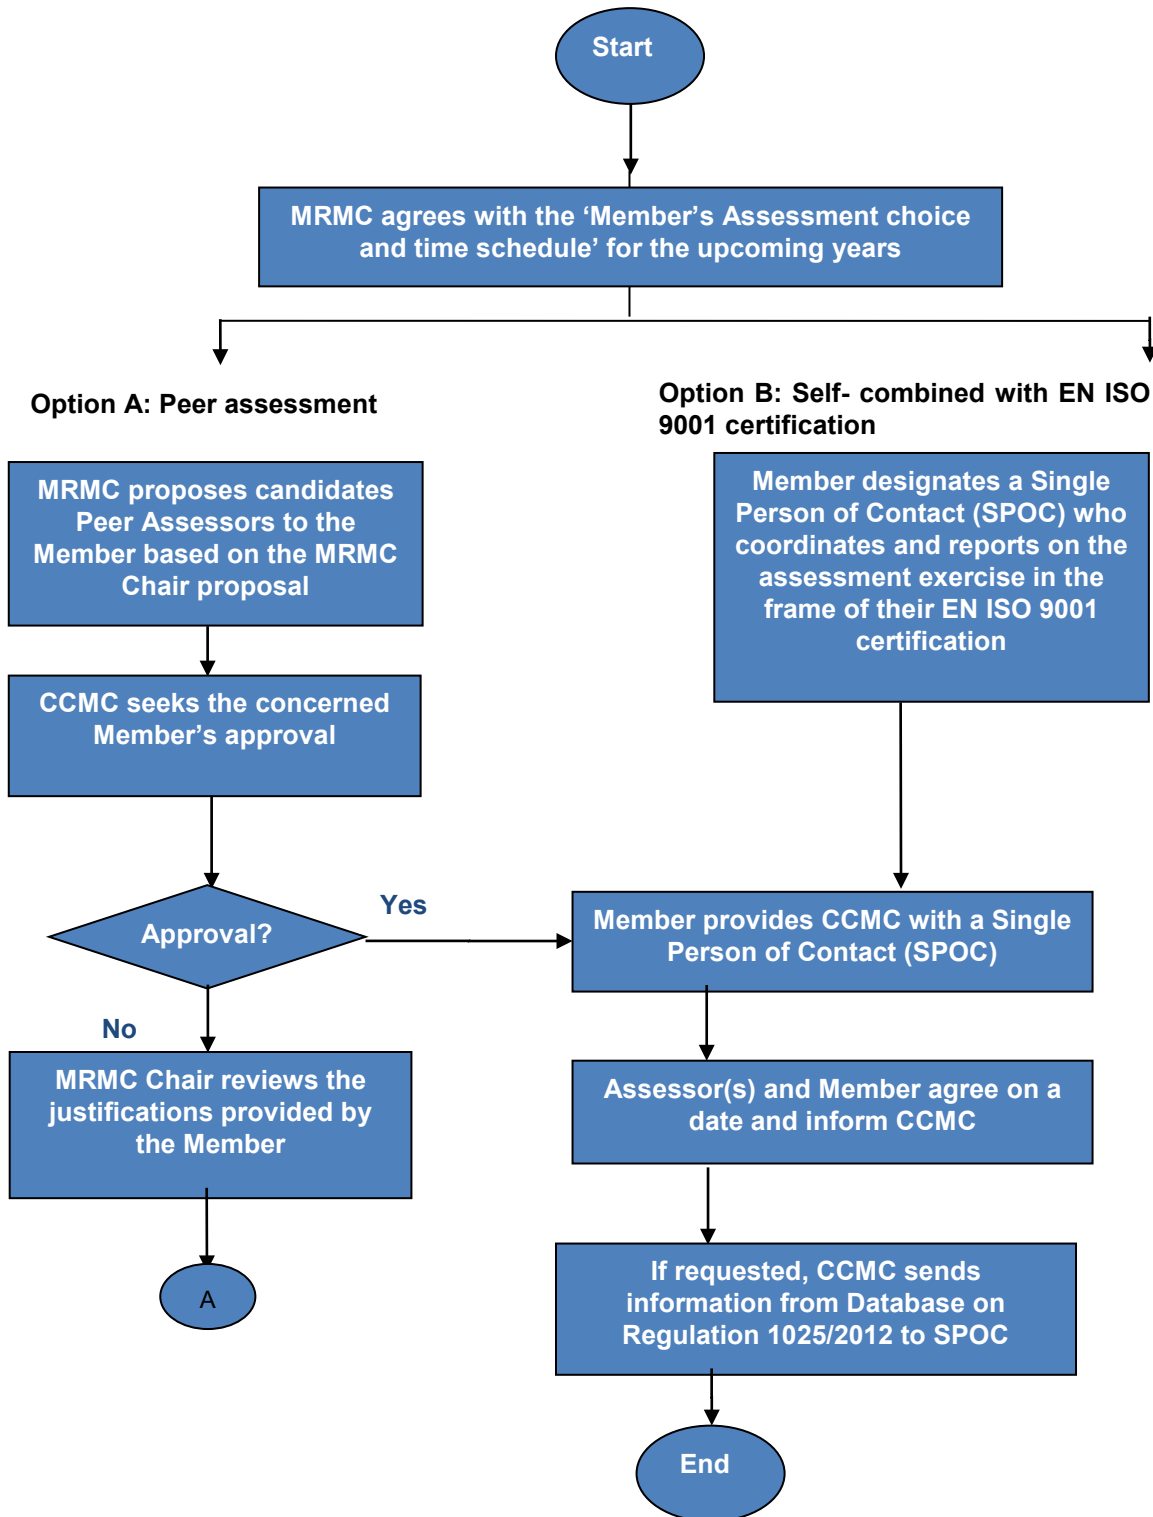 Start
MRMC agrees with the ‘Member’s Assessment choice
and time schedule’ for the upcoming years
Option A: Peer assessment
Option B: Self- combined with EN ISO
9001 certification
MRMC proposes candidates
Peer Assessors to the
Member based on the MRMC
Chair proposal
Member designates a Single
Person of Contact (SPOC) who
coordinates and reports on the
assessment exercise in the
frame of their EN ISO 9001
certification
CCMC seeks the concerned
Member’s approval
Approval?
Yes
Member provides CCMC with a Single
Person of Contact (SPOC)
No
MRMC Chair reviews the
justifications provided by
the Member
Assessor(s) and Member agree on a
date and inform CCMC
A
If requested, CCMC sends
information from Database on
Regulation 1025/2012 to SPOC
End